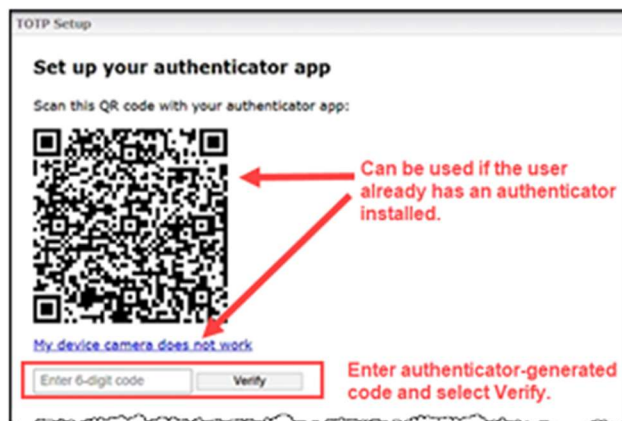 TOTP Setup
Set up your authenticator app
Scan this QR code with your authenticator app:
Can be used if the user
already has an authenticator
installed.
My device camera does not work
Enter 6-digit code
Verify
Enter authenticator-generated
code and select Verify.